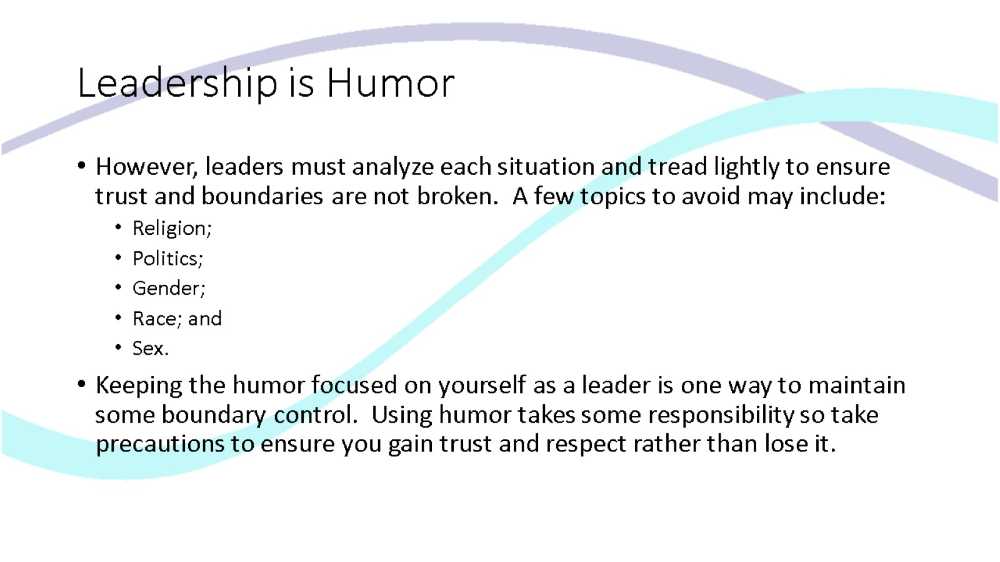 Leadership is Humor
• However, leaders must analyze each situation and tread lightly to ensure
trust and boundaries are not broken.  A few topics to avoid may include:
• Religion;
• Politics;
• Gender;
• Race; and
• Sex.
• Keeping the humor focused on yourself as a leader is one way to maintain
some boundary control.  Using humor takes some responsibility so take
precautions to ensure you gain trust and respect rather than lose it.